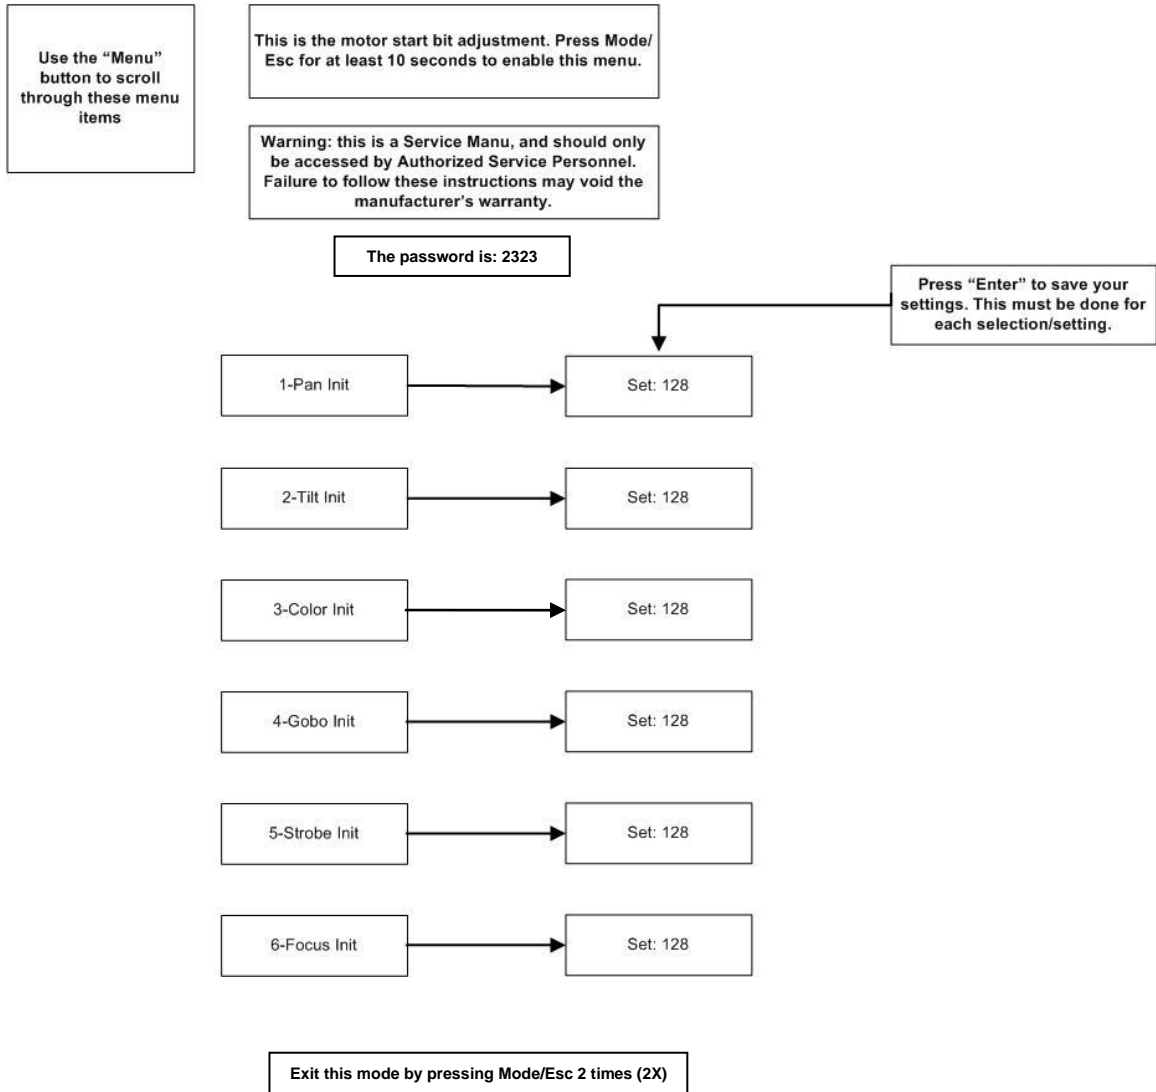 Use the “Menu”
button to scroll
through these menu
items
This is the motor start bit adjustment. Press Mode/
Esc for at least 10 seconds to enable this menu.
Warning: this is a Service Manu, and should only
be accessed by Authorized Service Personnel.
Failure to follow these instructions may void the
manufacturer’s warranty.
The password is: 2323
Press “Enter” to save your
settings. This must be done for
each selection/setting.
1-Pan Init
Set: 128
2-Tilt Init
Set: 128
3-Color Init
Set: 128
4-Gobo Init
Set: 128
5-Strobe Init
Set: 128
6-Focus Init
Set: 128
Exit this mode by pressing Mode/Esc 2 times (2X)